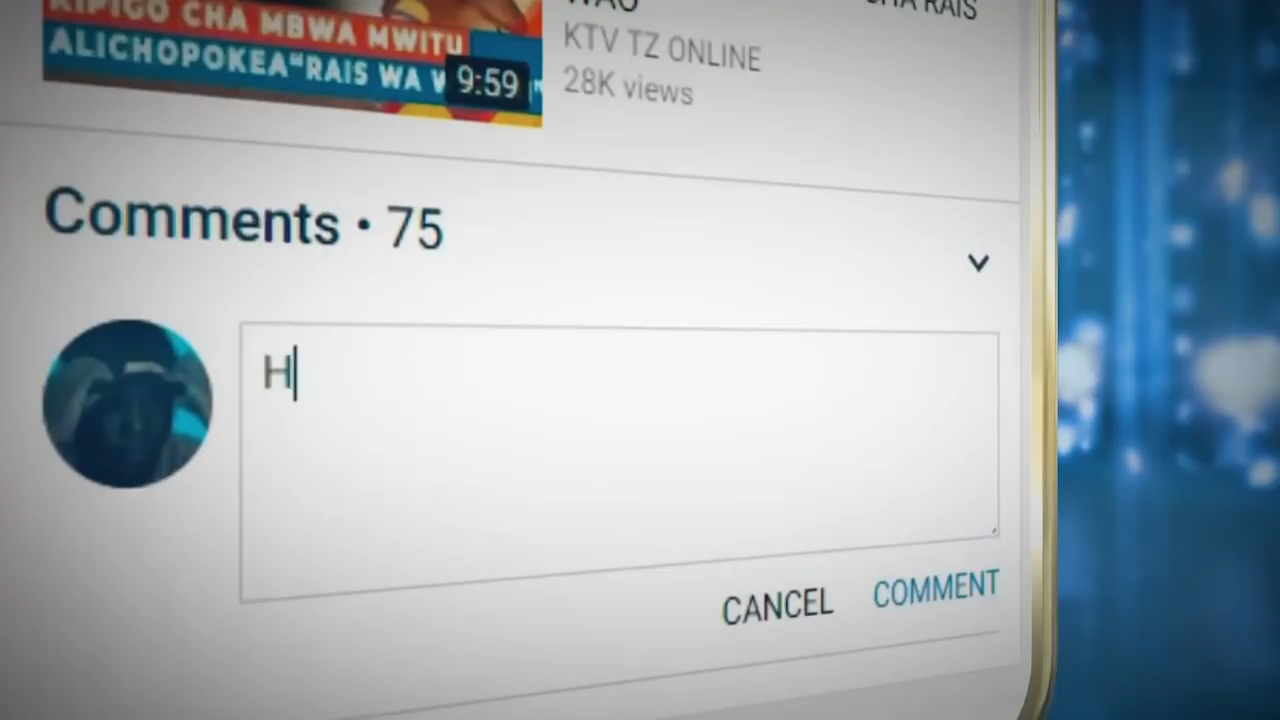 KIPIGO CHA MBWA MWITU
ALICHOPOKEA"RAIS WA
9:59
CHA RAIS
KTV TZ ONLINE
28K views
Comments • 75
H
CANCEL
COMMENT